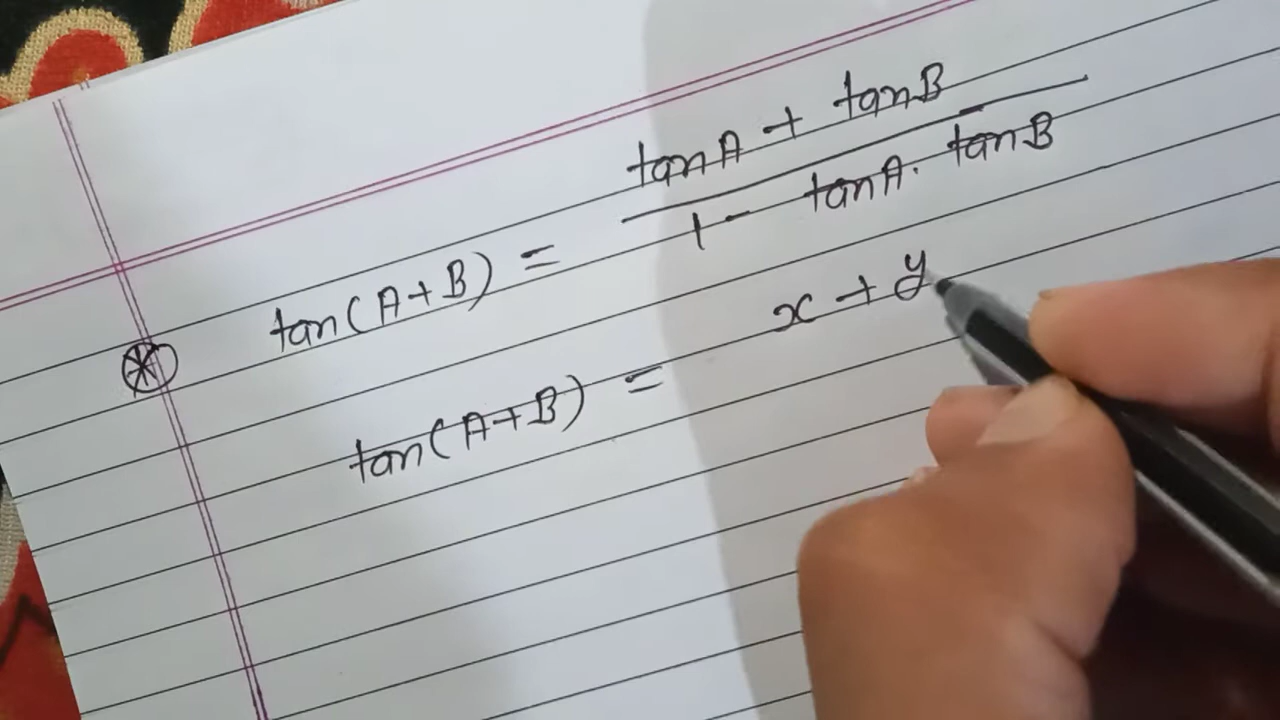 tanA + tanB
tan(A+B) =
1 - tanA. tanB
x + y
tan(A+B) =